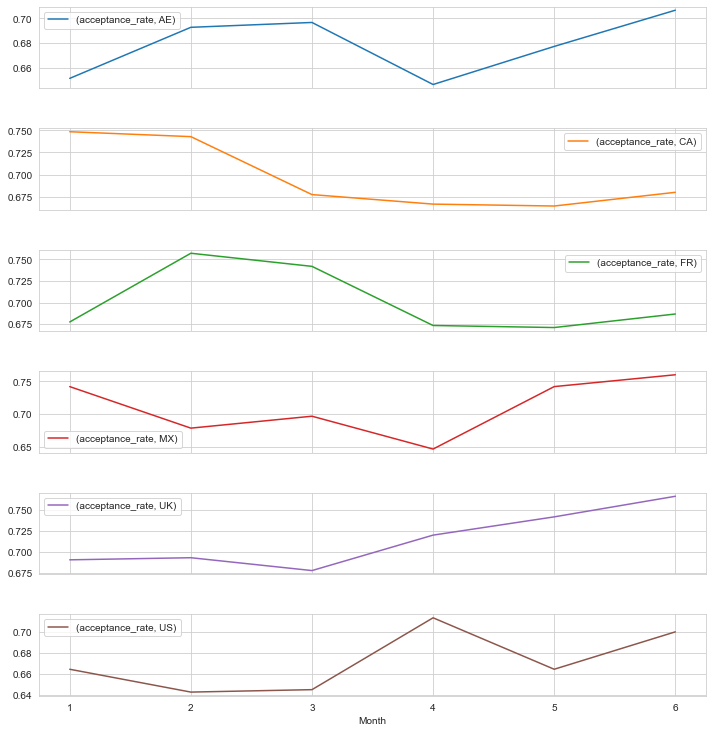 (acceptance_rate, AE)
0.70
0.68
0.66
(acceptance_rate, CA)
0.750
0.725
0.700
0.675
(acceptance_rate, FR)
0.750
0.725
0.700
0.675
(acceptance_rate, MX)
0.75
0.70
0.65
(acceptance_rate, UK)
0.750
0.725
0.700
0.675
(acceptance_rate, US)
0.70
0.68
0.66
0.64
1 2 3 4 5 6
Month